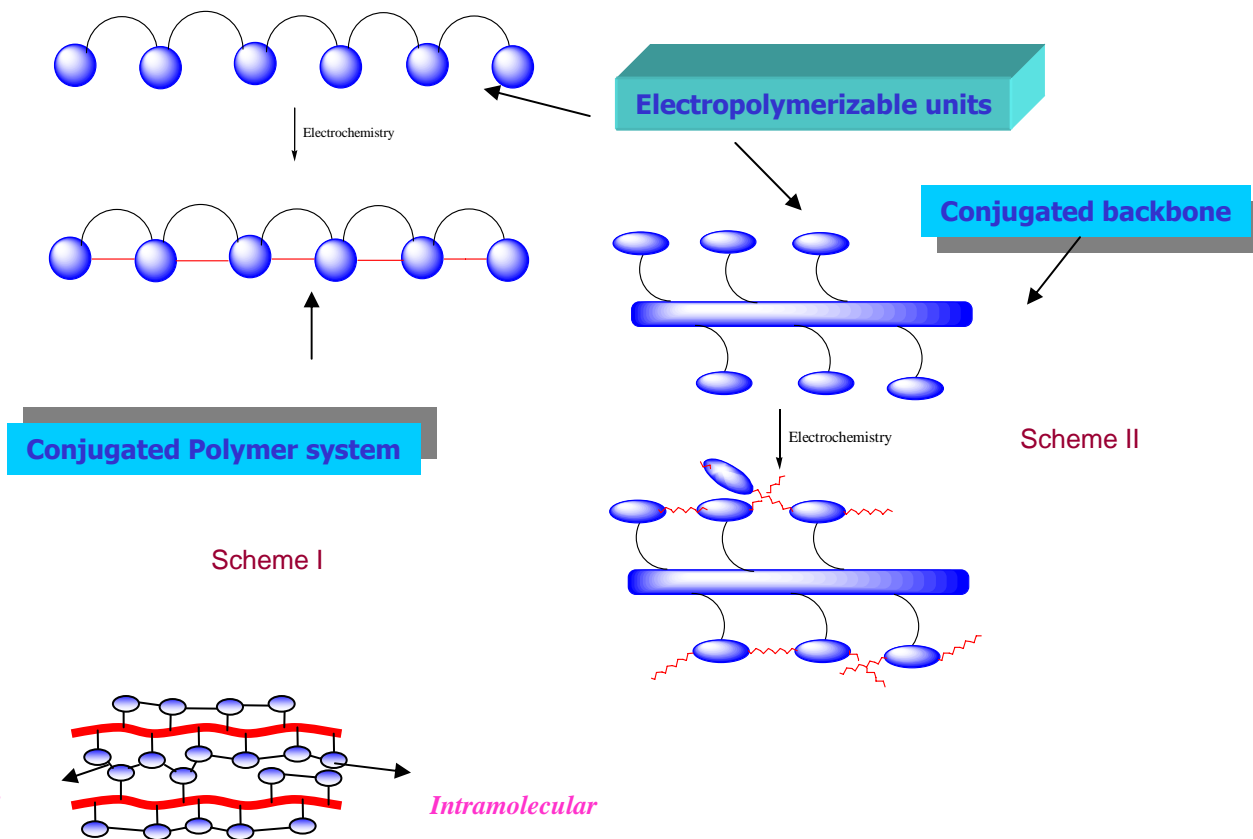 Electropolymerizable units
Electrochemistry
Conjugated backbone
Conjugated Polymer system
Electrochemistry
Scheme II
Scheme I
Intramolecular